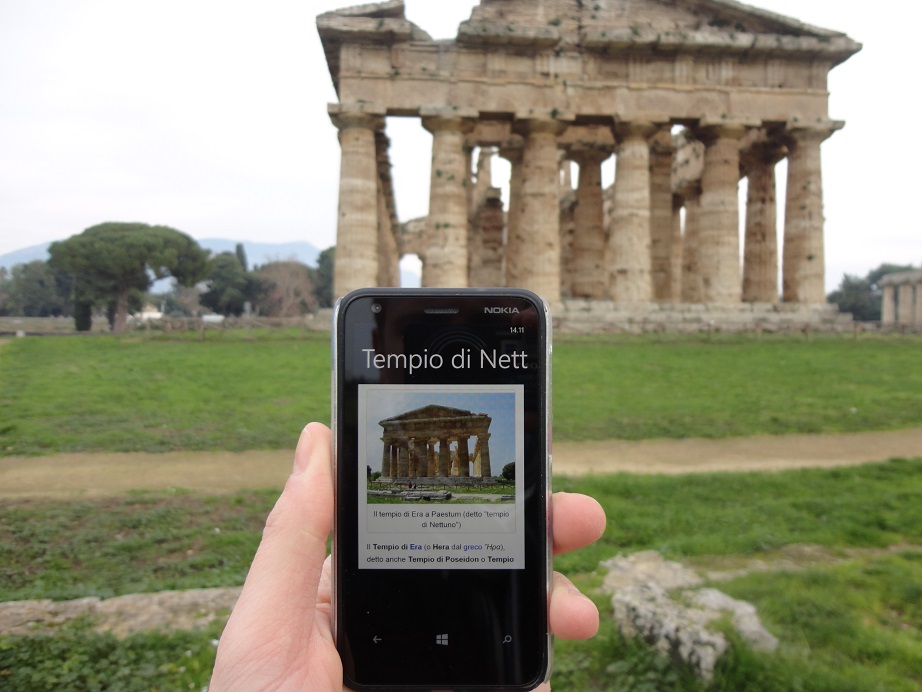 NOKIA
14.11
Tempio di Nett
Il tempio di Era a Paestum (detto "tempio
di Nettuno")
Il Tempio di Era (o Hera dal greco Ἥρα),
detto anche Tempio di Poseidon o Tempio